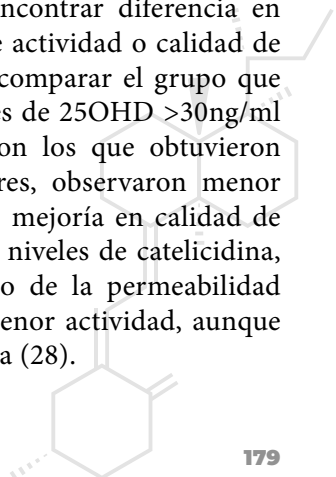 ncontrar diferencia en
e actividad o calidad de
comparar el grupo que
es de 25OHD >30ng/ml
on los que obtuvieron
res, observaron menor
mejoría en calidad de
niveles de catelicidina,
o de la permeabilidad
enor actividad, aunque
a (28).
179